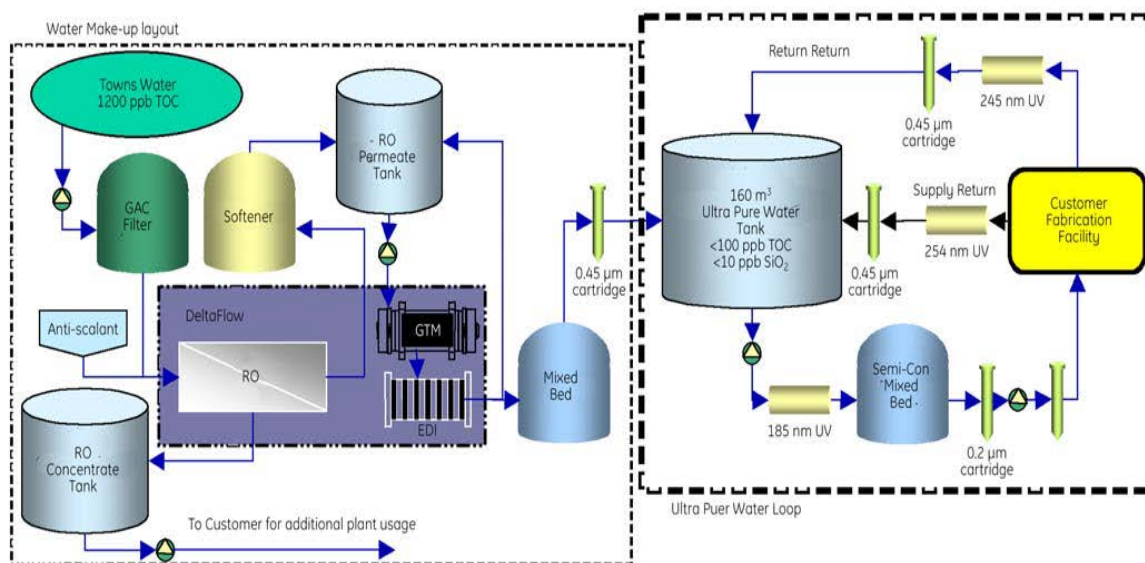 Water Make-up layout
Towns Water
1200 ppb TOC
GAC
Filter
Softener
RO
Permeate
Tank
Anti-scalant
DeltaFlow
RO
GTM
EDI
RO
Concentrate
Tank
To Customer for additional plant usage
Mixed
Bed
0.45 µm
cartridge
Return Return
245 nm UV
0.45 µm
cartridge
160 m³
Ultra Pure Water
Tank
<100 ppb TOC
<10 ppb SiO₂
Supply Return
254 nm UV
0.45 µm
cartridge
Customer
Fabrication
Facility
185 nm UV
Semi-Con
Mixed
Bed
0.2 µm
cartridge
Ultra Puer Water Loop